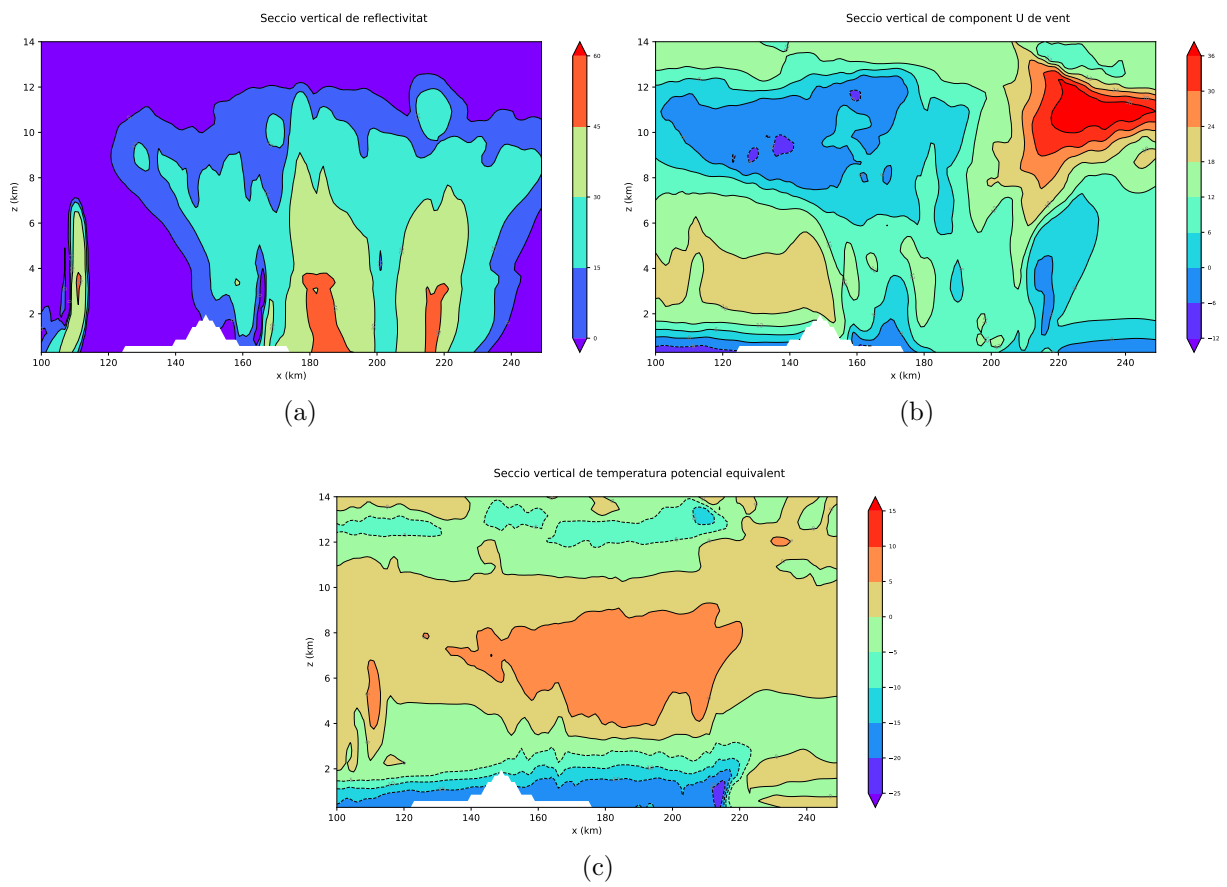 Seccio vertical de reflectivitat
14
12
10
8
6
4
2
z (km)
100 120 140 160 180 200 220 240
x (km)
60
45
30
15
0
(a)
Seccio vertical de component U de vent
14
12
10
8
6
4
2
z (km)
100 120 140 160 180 200 220 240
x (km)
36
30
24
18
12
6
0
−6
−12
(b)
Seccio vertical de temperatura potencial equivalent
14
12
10
8
6
4
2
z (km)
100 120 140 160 180 200 220 240
x (km)
15
10
5
0
−5
−10
−15
−20
−25
(c)